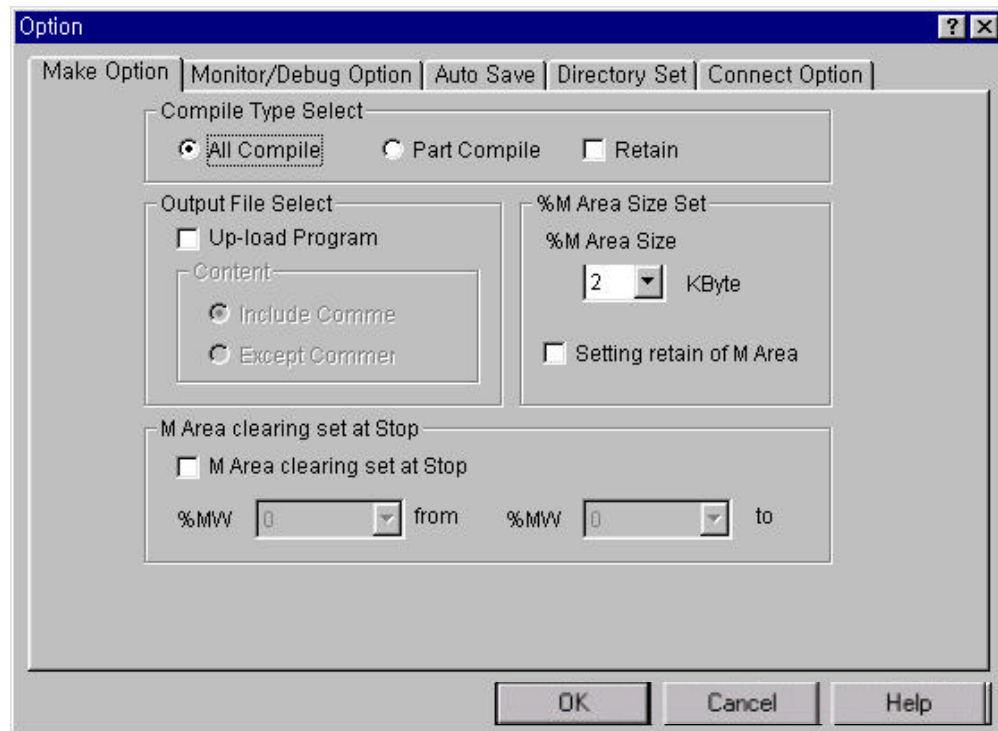 Option
Make Option Monitor/Debug Option Auto Save Directory Set Connect Option
Compile Type Select
All Compile Part Compile Retain
Output File Select
Up-load Program
Content
Include Comme
Except Commer
%M Area Size Set
%M Area Size
2 KByte
Setting retain of M Area
M Area clearing set at Stop
M Area clearing set at Stop
%MW 0 from %MW 0 to
OK Cancel Help